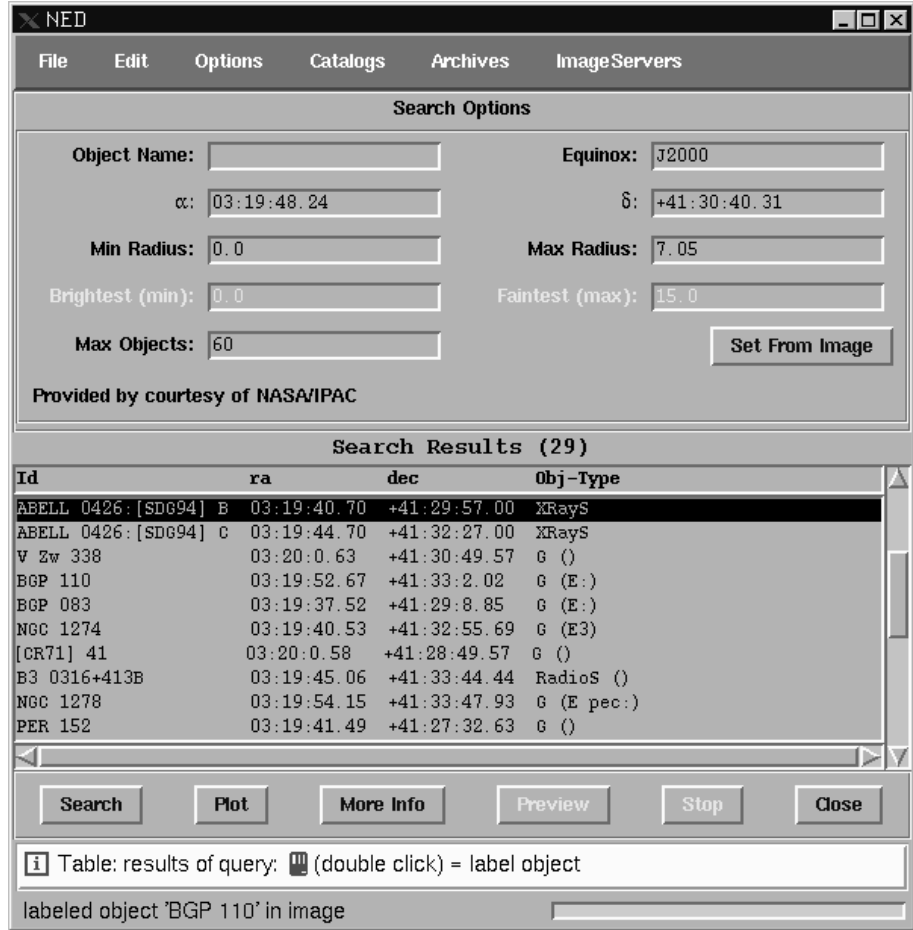 NED
File Edit Options Catalogs Archives ImageServers
Search Options
Object Name: Equinox: J2000
α: 03:19:48.24 δ: +41:30:40.31
Min Radius: 0.0 Max Radius: 7.05
Brightest (min): 0.0 Faintest (max): 15.0
Max Objects: 60 Set From Image
Provided by courtesy of NASA/IPAC
Search Results (29)
Id ra dec Obj-Type
ABELL 0426:[SDG94] B 03:19:40.70 +41:29:57.00 XRayS
ABELL 0426:[SDG94] C 03:19:44.70 +41:32:27.00 XRayS
V Zw 338 03:20:0.63 +41:30:49.57 G ()
BGP 110 03:19:52.67 +41:33:2.02 G (E:)
BGP 083 03:19:37.52 +41:29:8.85 G (E:)
NGC 1274 03:19:40.53 +41:32:55.69 G (E3)
[CR71] 41 03:20:0.58 +41:28:49.57 G ()
B3 0316+413B 03:19:45.06 +41:33:44.44 RadioS ()
NGC 1278 03:19:54.15 +41:33:47.93 G (E pec:)
PER 152 03:19:41.49 +41:27:32.63 G ()
Search Plot More Info Preview Stop Close
i Table: results of query: (double click) = label object
labeled object 'BGP 110' in image